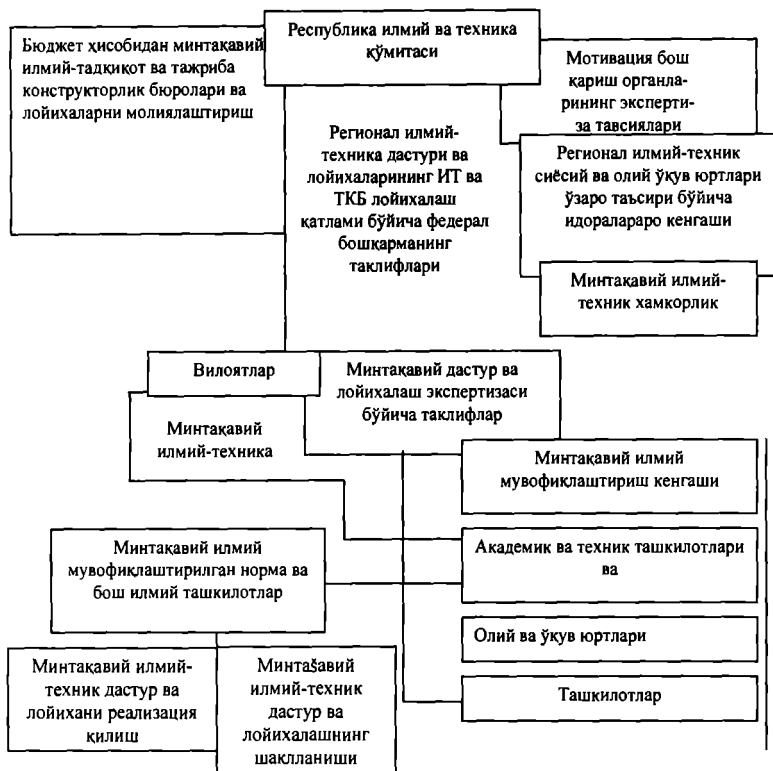 Республика илмий ва техника
қўмитаси
Бюджет ҳисобидан минтақавий
илмий-тадқиқот ва тажриба
конструкторлик бюролари ва
лойиҳаларни молиялаштириш
Мотивация бош
қариш органла-
рининг эксперти-
за тавсиялари
Регионал илмий-
техника дастури ва
лойиҳаларининг ИТ ва
ТКБ лойиҳалаш
қатлами бўйича федерал
бошқарманинг
таклифлари
Регионал илмий-техник
сиёсий ва олий ўқув юртлари
ўзаро таъсири бўйича
идоралараро кенгаши
Минтақавий илмий-
техник хамкорлик
Вилоятлар
Минтақавий дастур ва
лойиҳалаш экспертизаси
бўйича таклифлар
Минтақавий
илмий-техника
Минтақавий илмий
мувофиқлаштириш кенгаши
Минтақавий илмий
мувофиқлаштирилган норма ва
бош илмий ташкилотлар
Академик ва техник ташкилотлари
ва
Олий ва ўқув юртлари
Минтақавий илмий-
техник дастур ва
лойиҳани реализация
қилиш
Минтаšавий
илмий-техник
дастур ва
лойиҳалашнинг
шаклланиши
Ташкилотлар